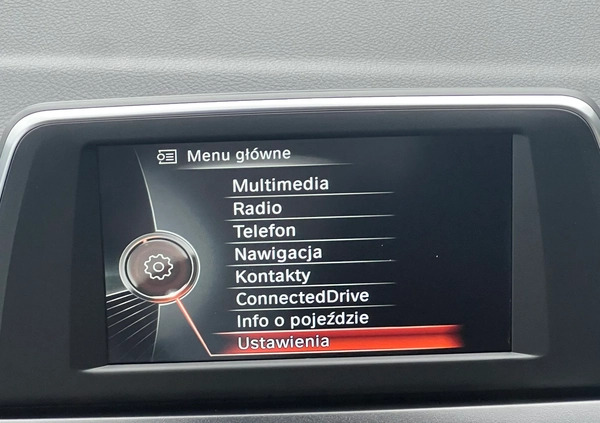 Menu główne
Multimedia
Radio
Telefon
Nawigacja
Kontakty
ConnectedDrive
Info o pojeździe
Ustawienia